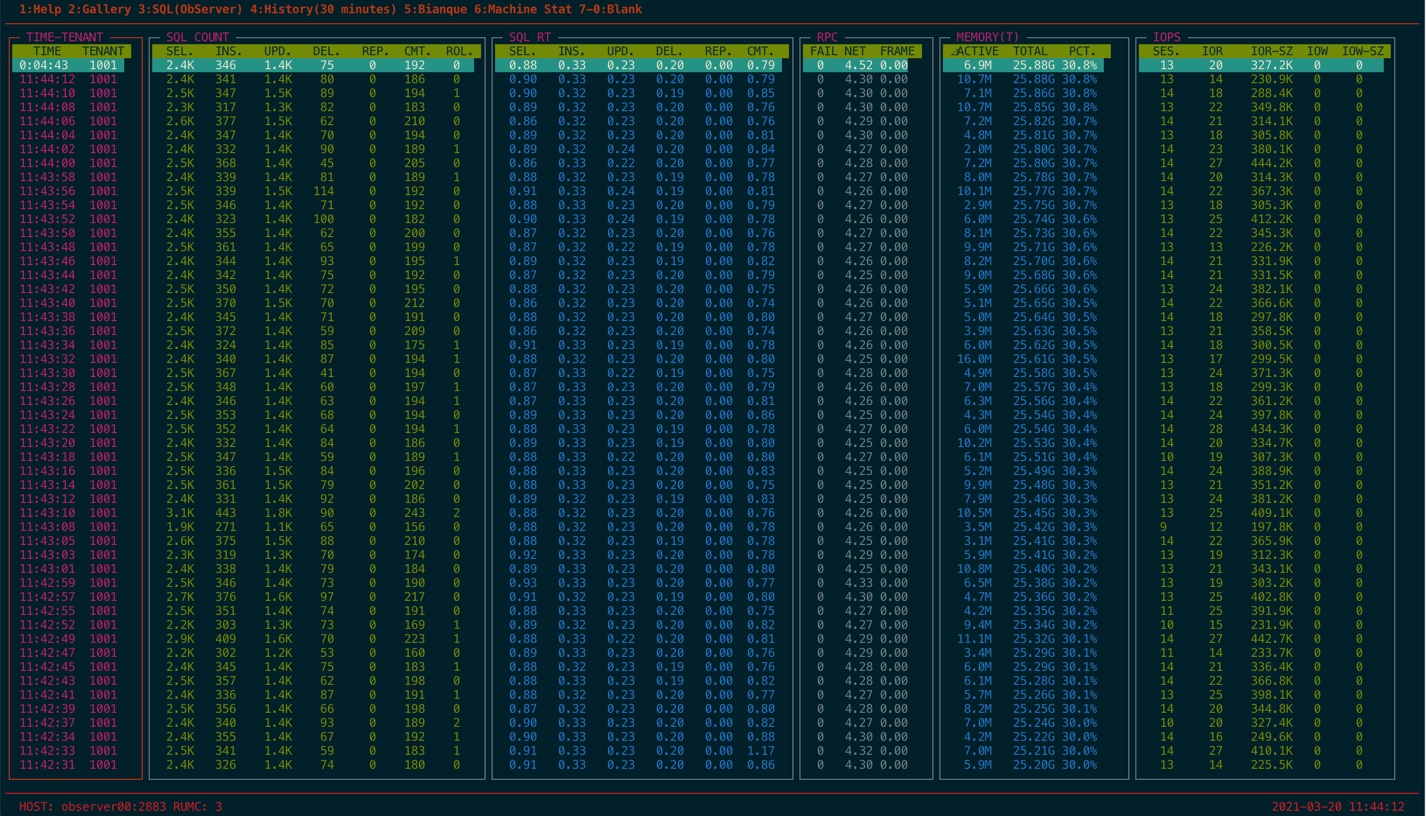 1:Help 2:Gallery 3:SQL(ObServer) 4:History(30 minutes) 5:Bianque 6:Machine Stat 7-0:Blank
TIME-TENANT SQL COUNT SQL RT RPC MEMORY(T) IOPS
TIME TENANT SEL. INS. UPD. DEL. REP. CMT. ROL. SEL. INS. UPD. DEL. REP. CMT. FAIL NET FRAME ACTIVE TOTAL PCT. SES. IOR IOR-SZ IOW IOW-SZ
0:04:43 1001 2.4K 346 1.4K 75 0 192 0 0.88 0.33 0.23 0.20 0.00 0.79 0 4.52 0.00 6.9M 25.88G 30.8% 13 20 327.2K 0 0
11:44:12 1001 2.4K 341 1.4K 80 0 186 0 0.90 0.32 0.23 0.20 0.00 0.79 0 4.30 0.00 10.7M 25.88G 30.8% 13 14 230.9K 0 0
11:44:10 1001 2.5K 347 1.5K 89 0 194 1 0.90 0.32 0.23 0.19 0.00 0.85 0 4.30 0.00 7.1M 25.86G 30.8% 14 18 288.4K 0 0
11:44:08 1001 2.3K 317 1.3K 82 0 183 0 0.89 0.32 0.23 0.20 0.00 0.76 0 4.30 0.00 10.7M 25.85G 30.8% 13 22 349.8K 0 0
11:44:06 1001 2.6K 377 1.5K 62 0 210 0 0.86 0.32 0.23 0.20 0.00 0.76 0 4.29 0.00 7.2M 25.82G 30.7% 14 21 314.1K 0 0
11:44:04 1001 2.4K 347 1.4K 70 0 194 0 0.89 0.32 0.23 0.20 0.00 0.81 0 4.30 0.00 4.8M 25.81G 30.7% 13 18 305.8K 0 0
11:44:02 1001 2.4K 332 1.4K 90 0 189 1 0.89 0.32 0.24 0.20 0.00 0.84 0 4.27 0.00 2.0M 25.80G 30.7% 14 23 380.1K 0 0
11:44:00 1001 2.5K 368 1.4K 45 0 205 0 0.86 0.33 0.22 0.20 0.00 0.77 0 4.28 0.00 7.2M 25.80G 30.7% 14 27 444.2K 0 0
11:43:58 1001 2.4K 339 1.4K 81 0 189 1 0.88 0.32 0.23 0.19 0.00 0.78 0 4.27 0.00 8.0M 25.78G 30.7% 14 20 314.3K 0 0
11:43:56 1001 2.5K 339 1.5K 114 0 192 0 0.91 0.33 0.24 0.19 0.00 0.81 0 4.26 0.00 10.1M 25.77G 30.7% 14 22 367.3K 0 0
11:43:54 1001 2.5K 346 1.4K 71 0 192 0 0.88 0.33 0.23 0.20 0.00 0.79 0 4.27 0.00 2.9M 25.75G 30.7% 13 18 305.3K 0 0
11:43:52 1001 2.4K 323 1.4K 100 0 182 0 0.90 0.33 0.24 0.19 0.00 0.78 0 4.26 0.00 6.0M 25.74G 30.6% 13 25 412.2K 0 0
11:43:50 1001 2.4K 355 1.4K 62 0 200 0 0.87 0.32 0.23 0.20 0.00 0.76 0 4.27 0.00 8.1M 25.73G 30.6% 14 22 345.3K 0 0
11:43:48 1001 2.5K 361 1.4K 65 0 199 0 0.87 0.32 0.22 0.19 0.00 0.78 0 4.27 0.00 9.9M 25.71G 30.6% 13 13 226.2K 0 0
11:43:46 1001 2.4K 344 1.4K 93 0 195 1 0.89 0.32 0.23 0.19 0.00 0.82 0 4.26 0.00 8.2M 25.70G 30.6% 14 21 333.1K 0 0
11:43:44 1001 2.4K 342 1.4K 75 0 192 0 0.87 0.32 0.23 0.20 0.00 0.79 0 4.25 0.00 9.0M 25.68G 30.6% 14 21 331.5K 0 0
11:43:42 1001 2.5K 350 1.4K 72 0 195 0 0.88 0.32 0.23 0.20 0.00 0.75 0 4.26 0.00 5.9M 25.66G 30.6% 13 24 382.1K 0 0
11:43:40 1001 2.5K 370 1.5K 70 0 212 0 0.86 0.32 0.23 0.20 0.00 0.74 0 4.26 0.00 5.1M 25.65G 30.5% 14 22 366.6K 0 0
11:43:38 1001 2.4K 345 1.4K 71 0 191 0 0.88 0.32 0.23 0.20 0.00 0.80 0 4.27 0.00 5.0M 25.64G 30.5% 14 18 297.8K 0 0
11:43:36 1001 2.5K 372 1.4K 59 0 209 0 0.86 0.32 0.23 0.20 0.00 0.74 0 4.27 0.00 3.9M 25.63G 30.5% 13 21 358.5K 0 0
11:43:34 1001 2.4K 324 1.4K 85 0 175 1 0.91 0.33 0.23 0.19 0.00 0.78 0 4.26 0.00 6.0M 25.62G 30.5% 14 18 300.5K 0 0
11:43:32 1001 2.4K 340 1.4K 87 0 194 1 0.88 0.32 0.23 0.20 0.00 0.80 0 4.25 0.00 16.0M 25.61G 30.5% 13 17 299.5K 0 0
11:43:30 1001 2.5K 367 1.4K 41 0 194 0 0.87 0.33 0.22 0.19 0.00 0.75 0 4.28 0.00 4.9M 25.58G 30.5% 14 24 371.3K 0 0
11:43:28 1001 2.5K 348 1.4K 60 0 197 1 0.88 0.32 0.23 0.20 0.00 0.79 0 4.26 0.00 7.0M 25.57G 30.4% 13 18 299.3K 0 0
11:43:26 1001 2.4K 346 1.4K 63 0 194 1 0.87 0.33 0.23 0.19 0.00 0.81 0 4.26 0.00 6.3M 25.56G 30.4% 14 22 361.2K 0 0
11:43:24 1001 2.5K 353 1.4K 68 0 194 0 0.89 0.33 0.23 0.20 0.00 0.86 0 4.25 0.00 4.3M 25.54G 30.4% 14 24 397.8K 0 0
11:43:22 1001 2.5K 352 1.4K 64 0 194 1 0.88 0.32 0.23 0.19 0.00 0.78 0 4.28 0.00 6.0M 25.54G 30.4% 14 28 434.3K 0 0
11:43:20 1001 2.4K 332 1.4K 84 0 186 0 0.89 0.33 0.23 0.19 0.00 0.80 0 4.28 0.00 10.2M 25.53G 30.4% 14 20 334.7K 0 0
11:43:18 1001 2.5K 347 1.4K 59 0 189 1 0.88 0.33 0.22 0.20 0.00 0.80 0 4.27 0.00 6.1M 25.51G 30.4% 10 19 307.3K 0 0
11:43:16 1001 2.5K 336 1.5K 84 0 196 0 0.88 0.32 0.23 0.20 0.00 0.83 0 4.25 0.00 5.2M 25.49G 30.3% 14 24 388.9K 0 0
11:43:14 1001 2.5K 361 1.5K 79 0 202 0 0.88 0.32 0.23 0.20 0.00 0.75 0 4.24 0.00 9.9M 25.48G 30.3% 13 21 351.2K 0 0
11:43:12 1001 2.4K 331 1.4K 92 0 186 0 0.89 0.32 0.23 0.19 0.00 0.83 0 4.25 0.00 7.9M 25.46G 30.3% 13 24 381.2K 0 0
11:43:10 1001 3.1K 443 1.8K 90 0 243 2 0.88 0.32 0.23 0.20 0.00 0.76 0 4.26 0.00 10.5M 25.45G 30.3% 13 25 409.1K 0 0
11:43:08 1001 1.9K 271 1.1K 65 0 156 0 0.88 0.32 0.23 0.20 0.00 0.78 0 4.26 0.00 3.5M 25.42G 30.3% 9 12 197.8K 0 0
11:43:05 1001 2.6K 375 1.5K 88 0 210 0 0.88 0.32 0.23 0.20 0.00 0.78 0 4.25 0.00 3.1M 25.41G 30.3% 14 22 365.9K 0 0
11:43:03 1001 2.3K 319 1.3K 70 0 174 0 0.92 0.33 0.23 0.20 0.00 0.78 0 4.29 0.00 5.9M 25.41G 30.2% 13 19 312.3K 0 0
11:43:01 1001 2.4K 338 1.4K 79 0 184 0 0.89 0.33 0.23 0.20 0.00 0.80 0 4.25 0.00 10.8M 25.40G 30.2% 13 21 343.1K 0 0
11:42:59 1001 2.5K 346 1.4K 73 0 190 0 0.93 0.33 0.23 0.20 0.00 0.77 0 4.33 0.00 6.5M 25.38G 30.2% 13 19 303.2K 0 0
11:42:57 1001 2.7K 376 1.6K 97 0 217 0 0.91 0.32 0.23 0.19 0.00 0.80 0 4.30 0.00 4.7M 25.36G 30.2% 14 25 402.8K 0 0
11:42:55 1001 2.5K 351 1.4K 74 0 191 0 0.88 0.33 0.23 0.20 0.00 0.75 0 4.27 0.00 4.2M 25.35G 30.2% 11 25 391.9K 0 0
11:42:52 1001 2.2K 303 1.3K 73 0 169 1 0.89 0.32 0.23 0.20 0.00 0.82 0 4.27 0.00 9.4M 25.34G 30.2% 10 15 231.9K 0 0
11:42:49 1001 2.9K 409 1.6K 70 0 223 1 0.88 0.33 0.22 0.20 0.00 0.81 0 4.29 0.00 11.1M 25.32G 30.1% 14 27 442.7K 0 0
11:42:47 1001 2.2K 302 1.2K 53 0 160 0 0.89 0.33 0.23 0.20 0.00 0.76 0 4.29 0.00 3.4M 25.29G 30.1% 11 14 233.7K 0 0
11:42:45 1001 2.4K 345 1.4K 75 0 183 1 0.88 0.32 0.23 0.19 0.00 0.76 0 4.28 0.00 6.0M 25.29G 30.1% 14 21 336.4K 0 0
11:42:43 1001 2.5K 357 1.4K 62 0 198 0 0.88 0.33 0.23 0.20 0.00 0.82 0 4.28 0.00 6.1M 25.28G 30.1% 14 22 366.8K 0 0
11:42:41 1001 2.4K 336 1.4K 87 0 191 1 0.88 0.32 0.23 0.20 0.00 0.77 0 4.27 0.00 5.7M 25.26G 30.1% 13 25 398.1K 0 0
11:42:39 1001 2.5K 356 1.4K 66 0 198 0 0.87 0.32 0.23 0.20 0.00 0.80 0 4.28 0.00 8.2M 25.25G 30.1% 14 20 344.8K 0 0
11:42:37 1001 2.4K 340 1.4K 93 0 189 2 0.90 0.33 0.23 0.20 0.00 0.82 0 4.27 0.00 7.0M 25.24G 30.0% 10 20 327.4K 0 0
11:42:34 1001 2.4K 355 1.4K 67 0 192 1 0.90 0.33 0.23 0.20 0.00 0.88 0 4.30 0.00 4.2M 25.22G 30.0% 14 16 249.6K 0 0
11:42:33 1001 2.5K 341 1.4K 59 0 183 1 0.91 0.33 0.23 0.20 0.00 1.17 0 4.32 0.00 7.0M 25.21G 30.0% 14 27 410.1K 0 0
11:42:31 1001 2.4K 326 1.4K 74 0 180 0 0.91 0.33 0.23 0.20 0.00 0.86 0 4.30 0.00 5.9M 25.20G 30.0% 13 14 225.5K 0 0
HOST: observer00:2883 RUMC: 3 2021-03-20 11:44:12